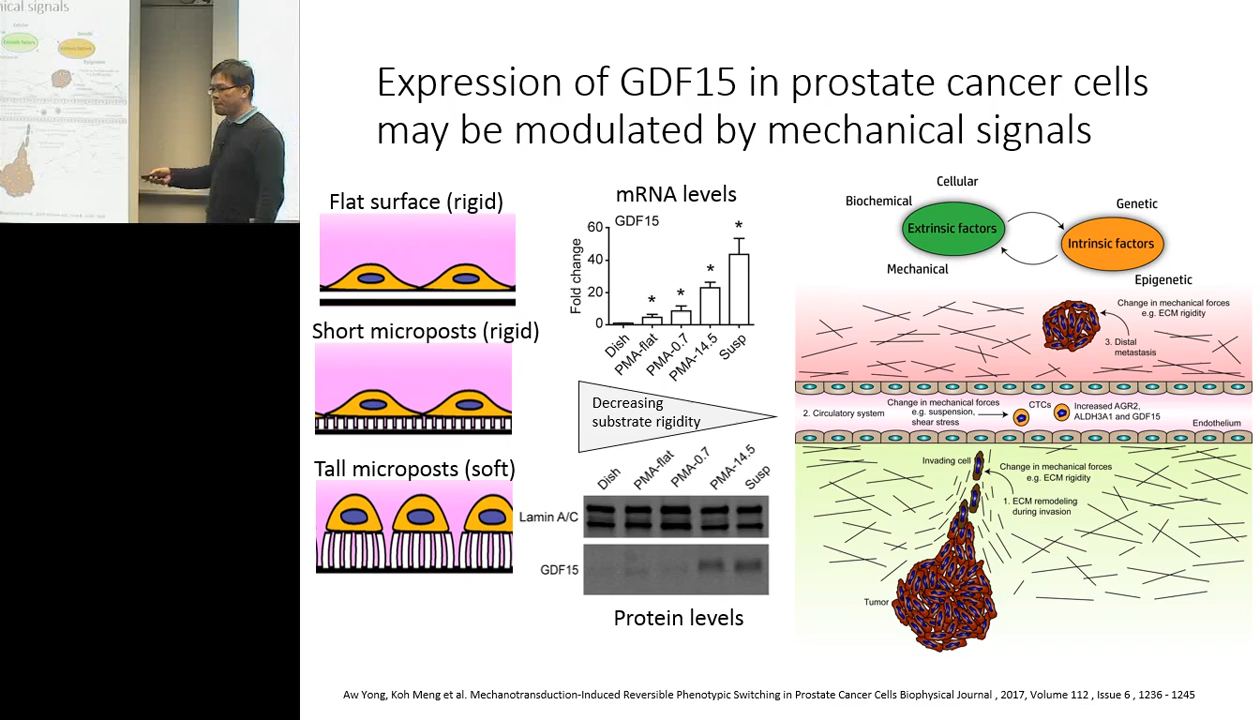 nical signals
Expression of GDF15 in prostate cancer cells
may be modulated by mechanical signals
Flat surface (rigid)
Short microposts (rigid)
Tall microposts (soft)
mRNA levels
GDF15
Fold change
60
40
20
0
* * * *
Dish
PMA-flat
PMA-0.7
PMA-14.5
Susp
Decreasing
substrate rigidity
Dish
PMA-flat
PMA-0.7
PMA-14.5
Susp
Lamin A/C
GDF15
Protein levels
Cellular
Biochemical
Extrinsic factors
Mechanical
Genetic
Intrinsic factors
Epigenetic
Change in mechanical forces
e.g. ECM rigidity
3. Distal
metastasis
2. Circulatory system
Change in mechanical forces
e.g. suspension,
shear stress
CTCs
Increased AGR2,
ALDH3A1 and GDF15
Endothelium
Invading cell
Change in mechanical forces
e.g. ECM rigidity
1. ECM remodeling
during invasion
Tumor
Aw Yong, Koh Meng et al. Mechanotransduction-Induced Reversible Phenotypic Switching in Prostate Cancer Cells Biophysical Journal , 2017, Volume 112 , Issue 6 , 1236 - 1245